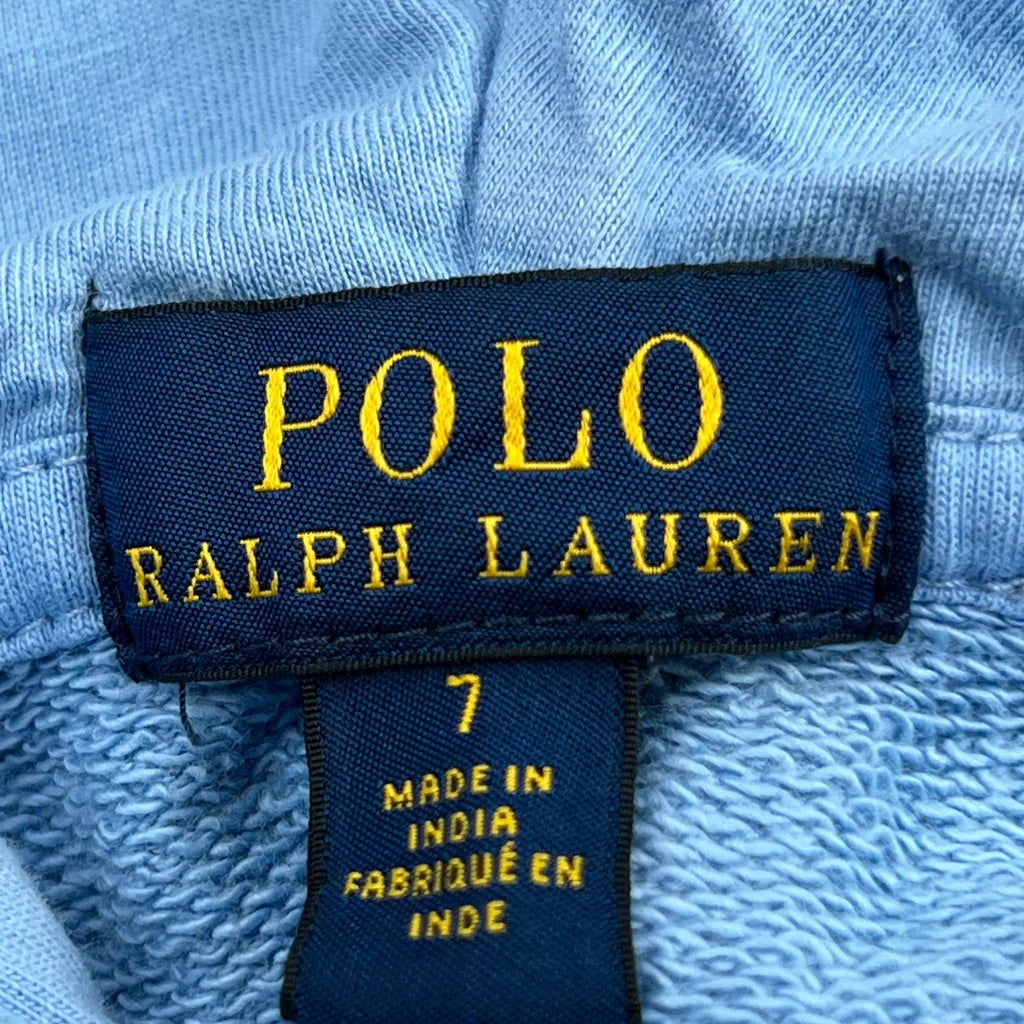 POLO
RALPH LAUREN
7
MADE IN
INDIA
FABRIQUÉ EN
INDE